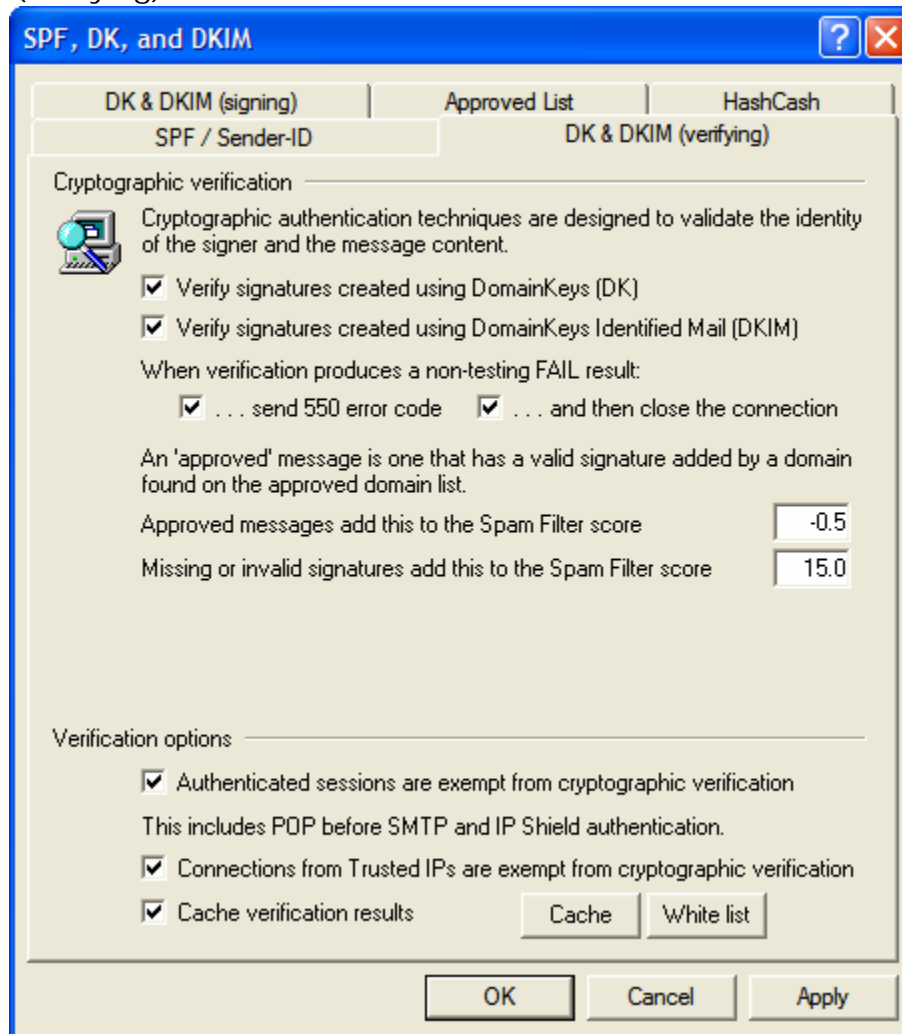 SPF, DK, and DKIM
DK & DKIM (signing)
Approved List
HashCash
SPF / Sender-ID
DK & DKIM (verifying)
Cryptographic verification
Cryptographic authentication techniques are designed to validate the identity
of the signer and the message content.
Verify signatures created using DomainKeys (DK)
Verify signatures created using DomainKeys Identified Mail (DKIM)
When verification produces a non-testing FAIL result:
. . . send 550 error code
. . . and then close the connection
An 'approved' message is one that has a valid signature added by a domain
found on the approved domain list.
Approved messages add this to the Spam Filter score
-0.5
Missing or invalid signatures add this to the Spam Filter score
15.0
Verification options
Authenticated sessions are exempt from cryptographic verification
This includes POP before SMTP and IP Shield authentication.
Connections from Trusted IPs are exempt from cryptographic verification
Cache verification results
Cache
White list
OK
Cancel
Apply